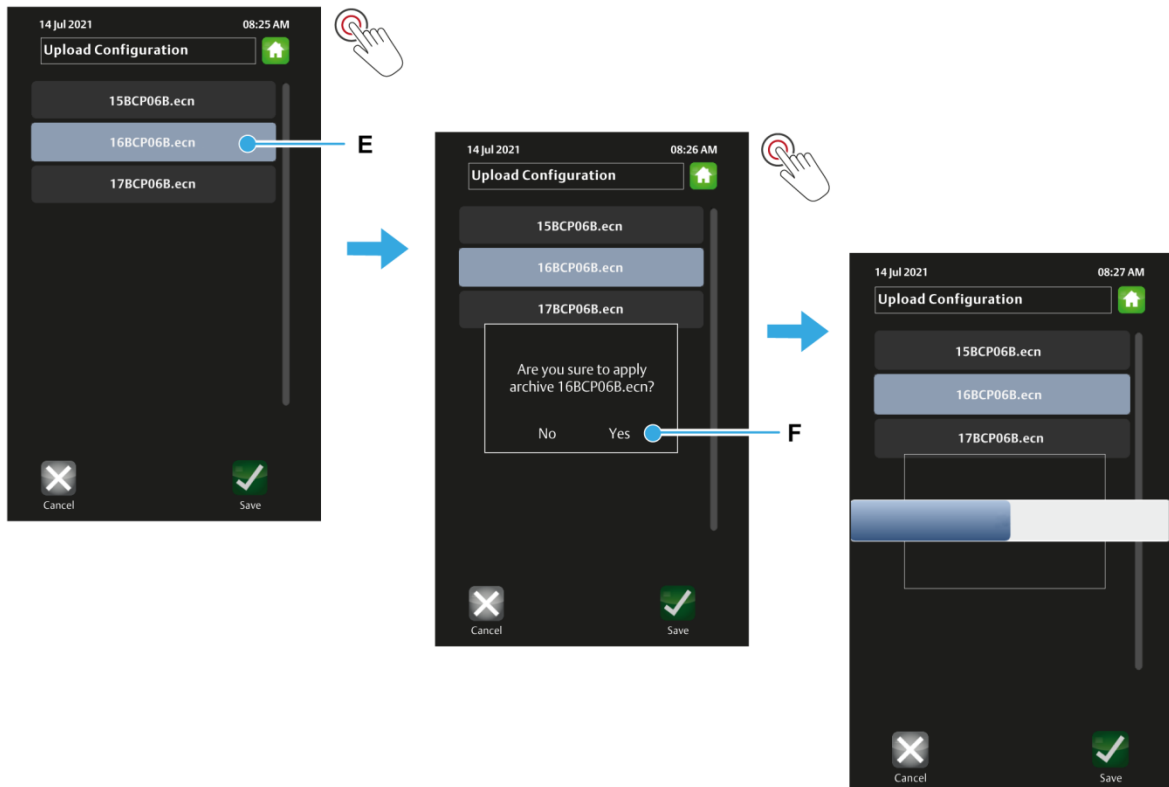 14 Jul 2021 08:25 AM
Upload Configuration
15BCP06B.ecn
16BCP06B.ecn
E
17BCP06B.ecn
Cancel Save
14 Jul 2021 08:26 AM
Upload Configuration
15BCP06B.ecn
16BCP06B.ecn
17BCP06B.ecn
Are you sure to apply
archive 16BCP06B.ecn?
No Yes
F
Cancel Save
14 Jul 2021 08:27 AM
Upload Configuration
15BCP06B.ecn
16BCP06B.ecn
17BCP06B.ecn
Cancel Save